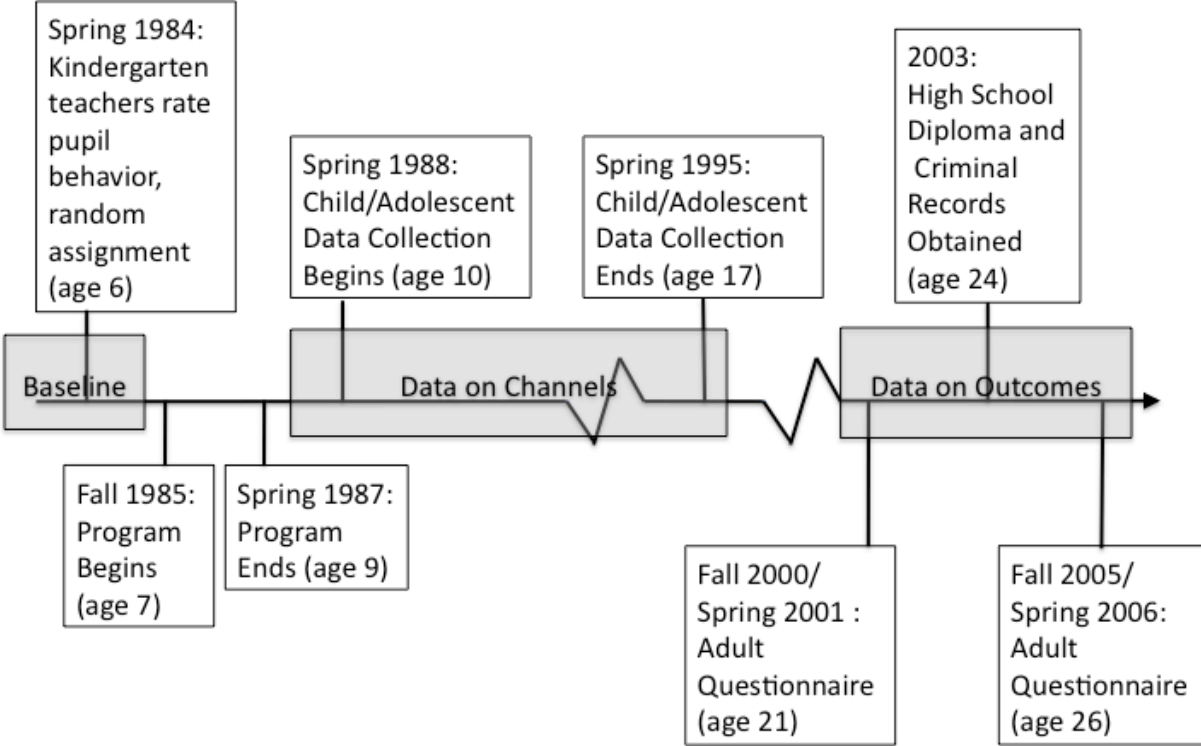 Spring 1984:
Kindergarten
teachers rate
pupil
behavior,
random
assignment
(age 6)
Spring 1988:
Child/Adolescent
Data Collection
Begins (age 10)
Spring 1995:
Child/Adolescent
Data Collection
Ends (age 17)
2003:
High School
Diploma and
Criminal
Records
Obtained
(age 24)
Baseline
Data on Channels
Data on Outcomes
Fall 1985:
Program
Begins
(age 7)
Spring 1987:
Program
Ends (age 9)
Fall 2000/
Spring 2001 :
Adult
Questionnaire
(age 21)
Fall 2005/
Spring 2006:
Adult
Questionnaire
(age 26)